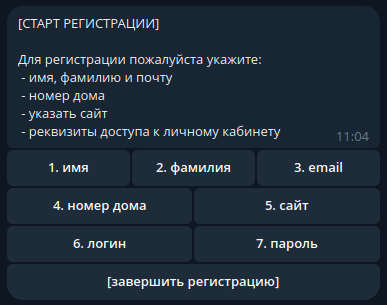 [СТАРТ РЕГИСТРАЦИИ]
Для регистрации пожалуйста укажите:
- имя, фамилию и почту
- номер дома
- указать сайт
- реквизиты доступа к личному кабинету
11:04
1. имя
2. фамилия
3. email
4. номер дома
5. сайт
6. логин
7. пароль
[завершить регистрацию]